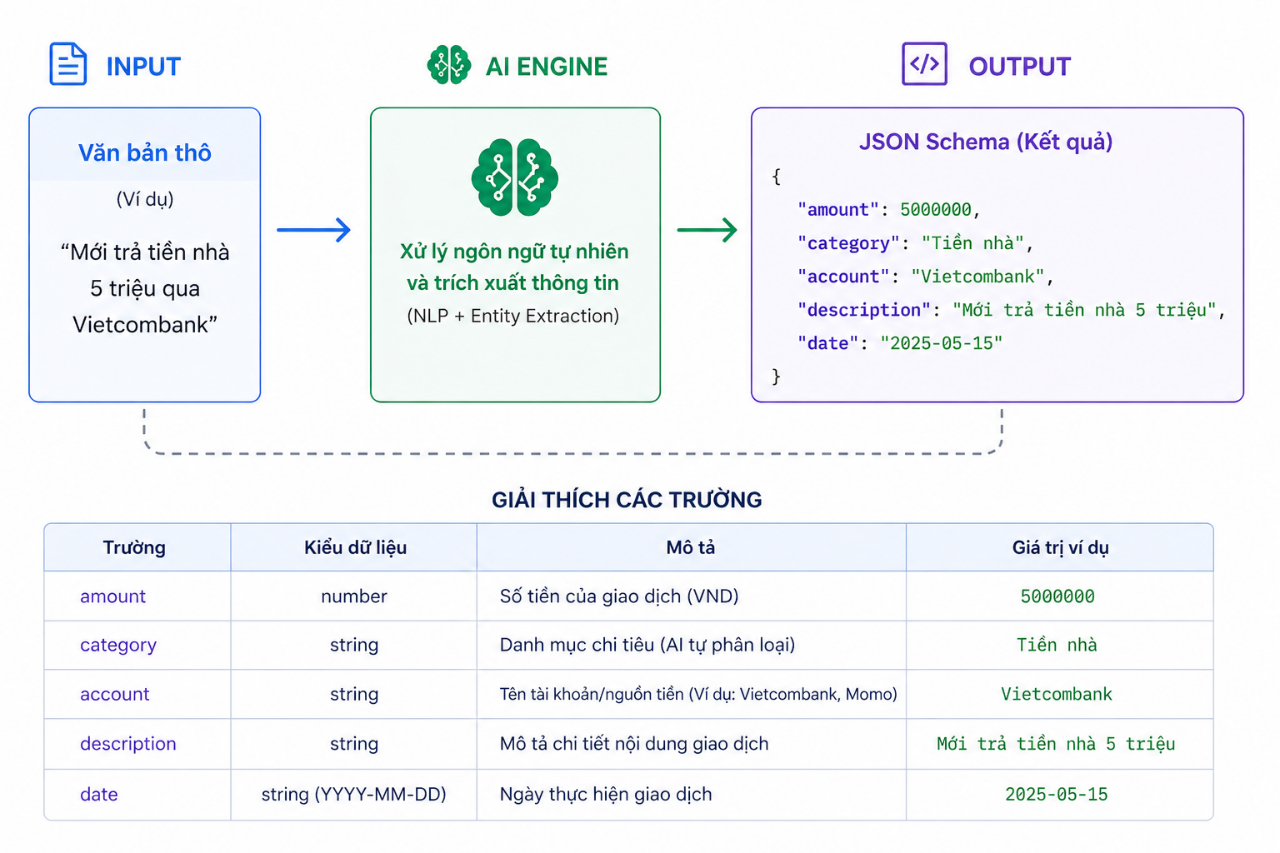 INPUT
AI ENGINE
</> OUTPUT
Văn bản thô
(Ví dụ)
“Mới trả tiền nhà
5 triệu qua
Vietcombank”
Xử lý ngôn ngữ tự nhiên
và trích xuất thông tin
(NLP + Entity Extraction)
JSON Schema (Kết quả)
{
"amount": 5000000,
"category": "Tiền nhà",
"account": "Vietcombank",
"description": "Mới trả tiền nhà 5 triệu",
"date": "2025-05-15"
}
GIẢI THÍCH CÁC TRƯỜNG
Trường Kiểu dữ liệu Mô tả Giá trị ví dụ
amount number Số tiền của giao dịch (VND) 5000000
category string Danh mục chi tiêu (AI tự phân loại) Tiền nhà
account string Tên tài khoản/nguồn tiền (Ví dụ: Vietcombank, Momo) Vietcombank
description string Mô tả chi tiết nội dung giao dịch Mới trả tiền nhà 5 triệu
date string (YYYY-MM-DD) Ngày thực hiện giao dịch 2025-05-15